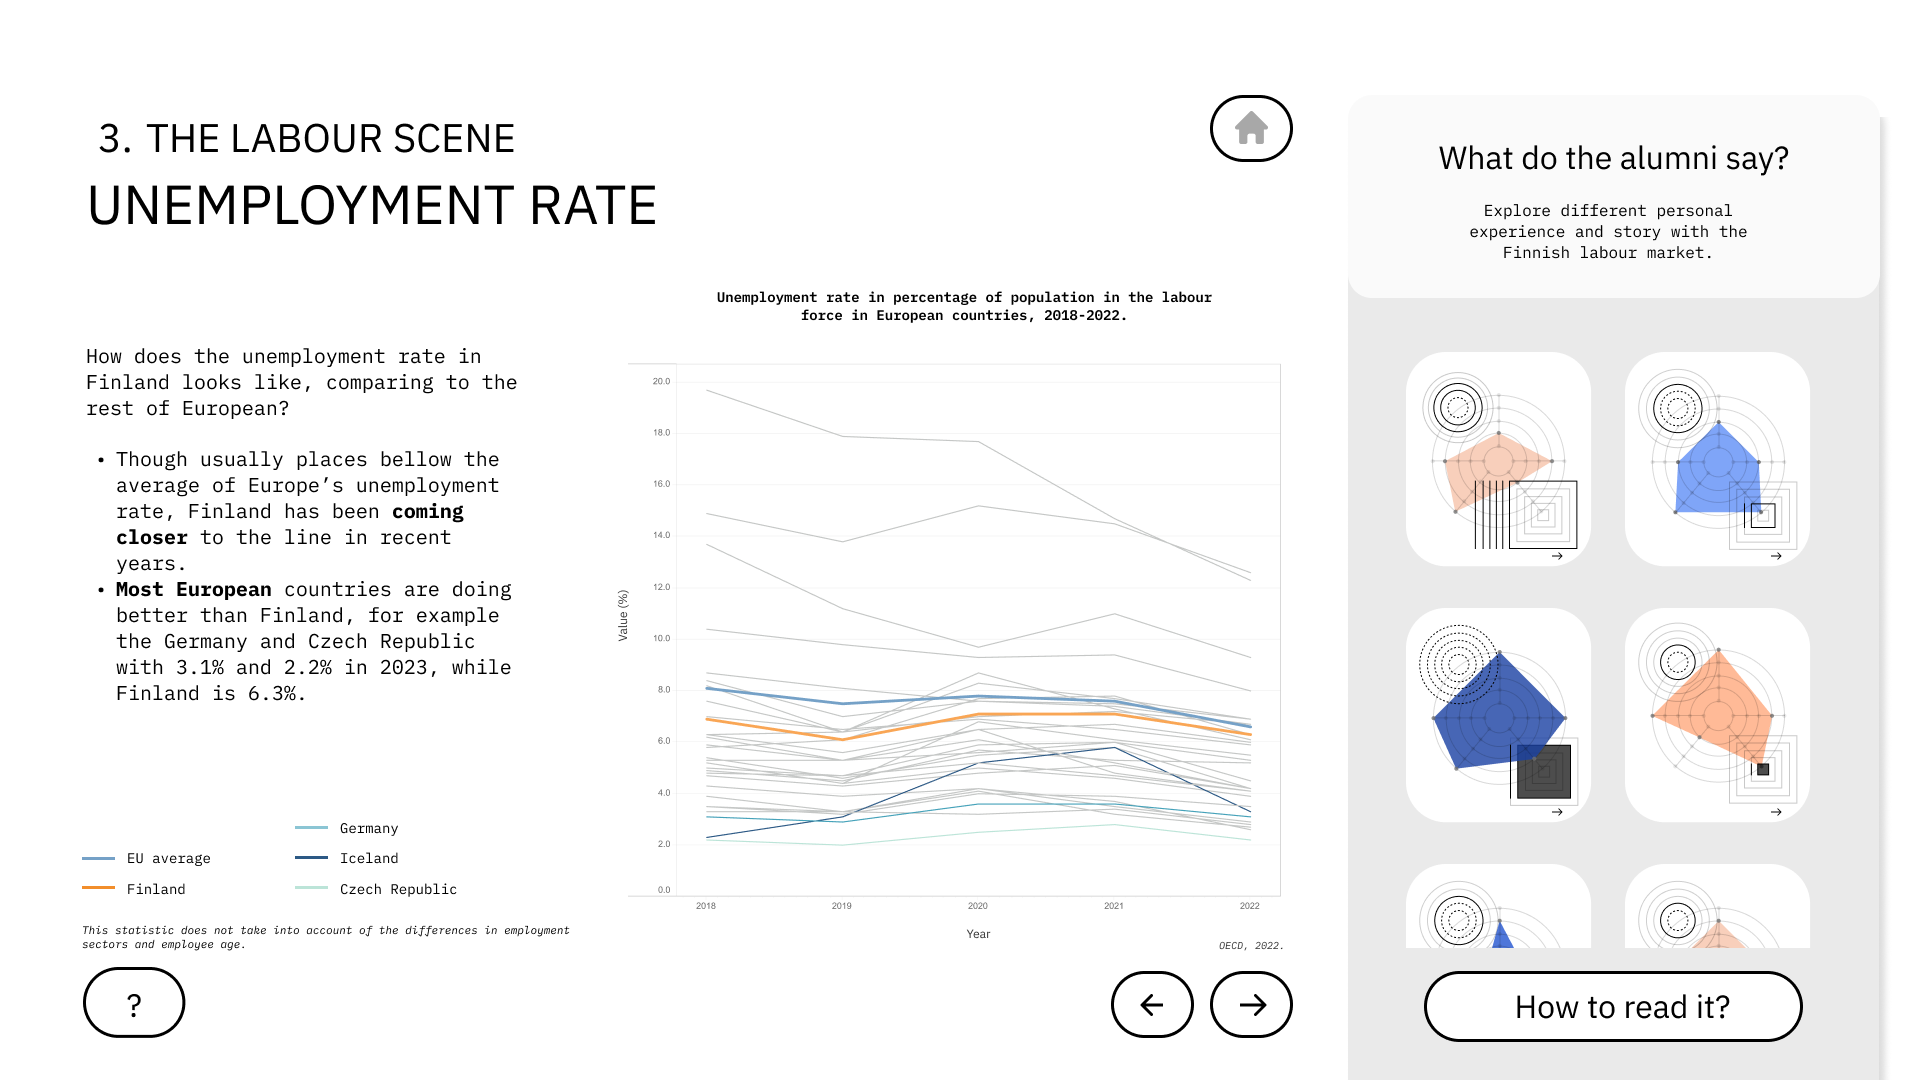 3. THE LABOUR SCENE
UNEMPLOYMENT RATE
How does the unemployment rate in
Finland looks like, comparing to the
rest of European?
• Though usually places bellow the
average of Europe’s unemployment
rate, Finland has been coming
closer to the line in recent
years.
• Most European countries are doing
better than Finland, for example
the Germany and Czech Republic
with 3.1% and 2.2% in 2023, while
Finland is 6.3%.
EU average
Finland
Germany
Iceland
Czech Republic
This statistic does not take into account of the differences in employment
sectors and employee age.
?
Unemployment rate in percentage of population in the labour
force in European countries, 2018-2022.
Value (%)
20.0
18.0
16.0
14.0
12.0
10.0
8.0
6.0
4.0
2.0
0.0
2018 2019 2020 2021 2022
Year
OECD, 2022.
What do the alumni say?
Explore different personal
experience and story with the
Finnish labour market.
How to read it?